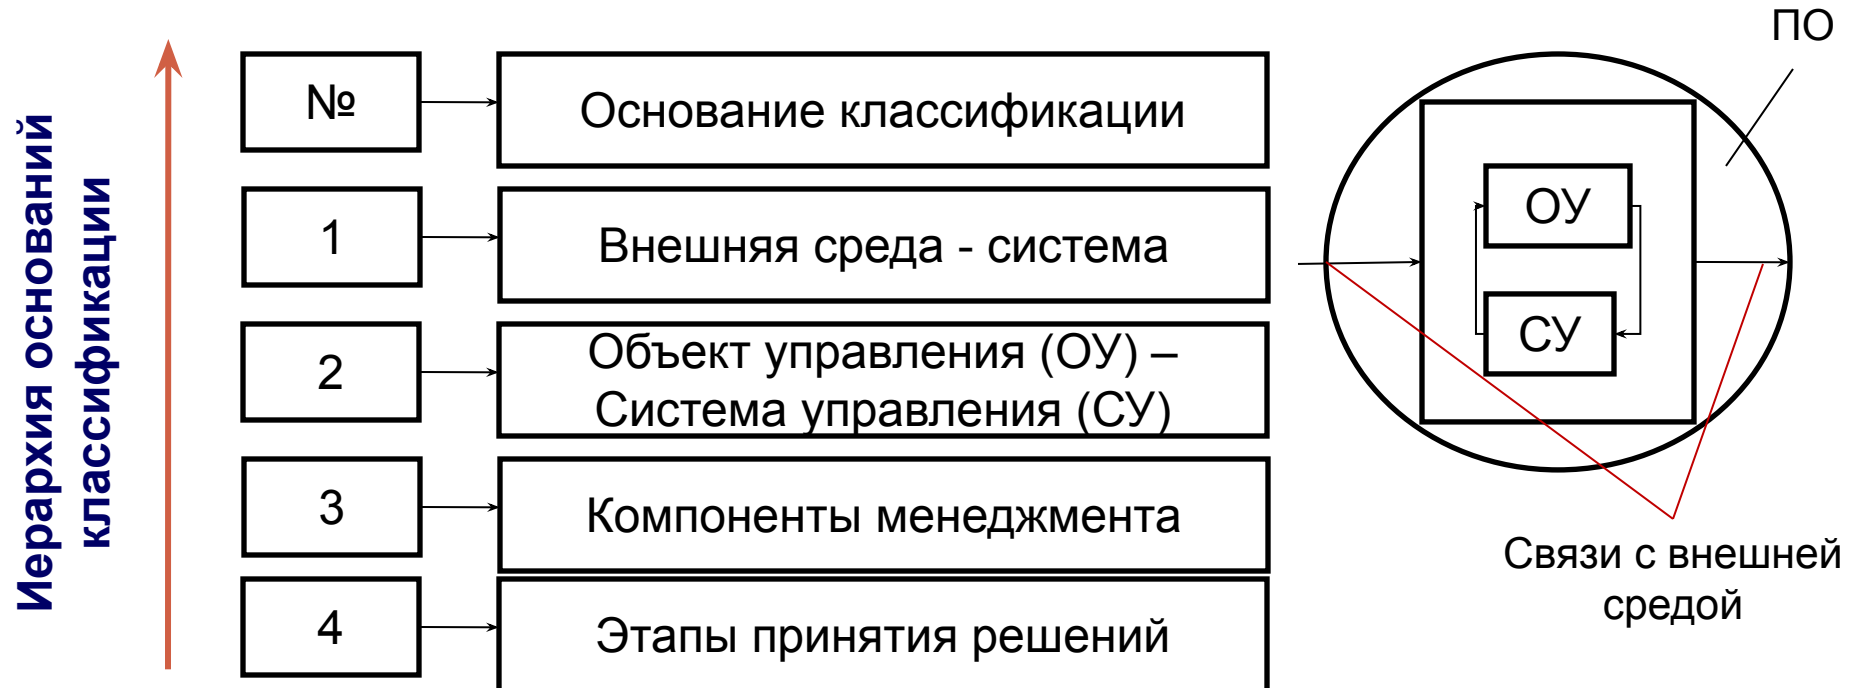 Иерархия оснований
классификации
№
Основание классификации
1
Внешняя среда - система
2
Объект управления (ОУ) –
Система управления (СУ)
3
Компоненты менеджмента
4
Этапы принятия решений
ПО
ОУ
СУ
Связи с внешней
средой